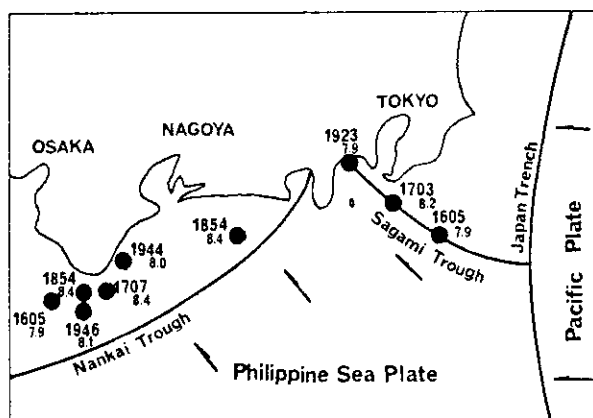 TOKYO
NAGOYA
OSAKA
1923
7.9
1703
8.2
1605
7.9
Sagami Trough
Japan Trench
Pacific Plate
1854
8.4
1944
8.0
1854
8.4
1707
8.4
1605
7.9
1946
8.1
Nankai Trough
Philippine Sea Plate